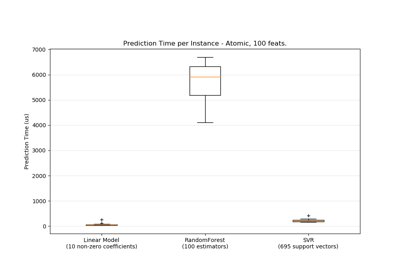 Prediction Time per Instance - Atomic, 100 feats.
7000
6000
5000
4000
3000
2000
1000
0
Prediction Time (us)
Linear Model
(10 non-zero coefficients)
RandomForest
(100 estimators)
SVR
(695 support vectors)